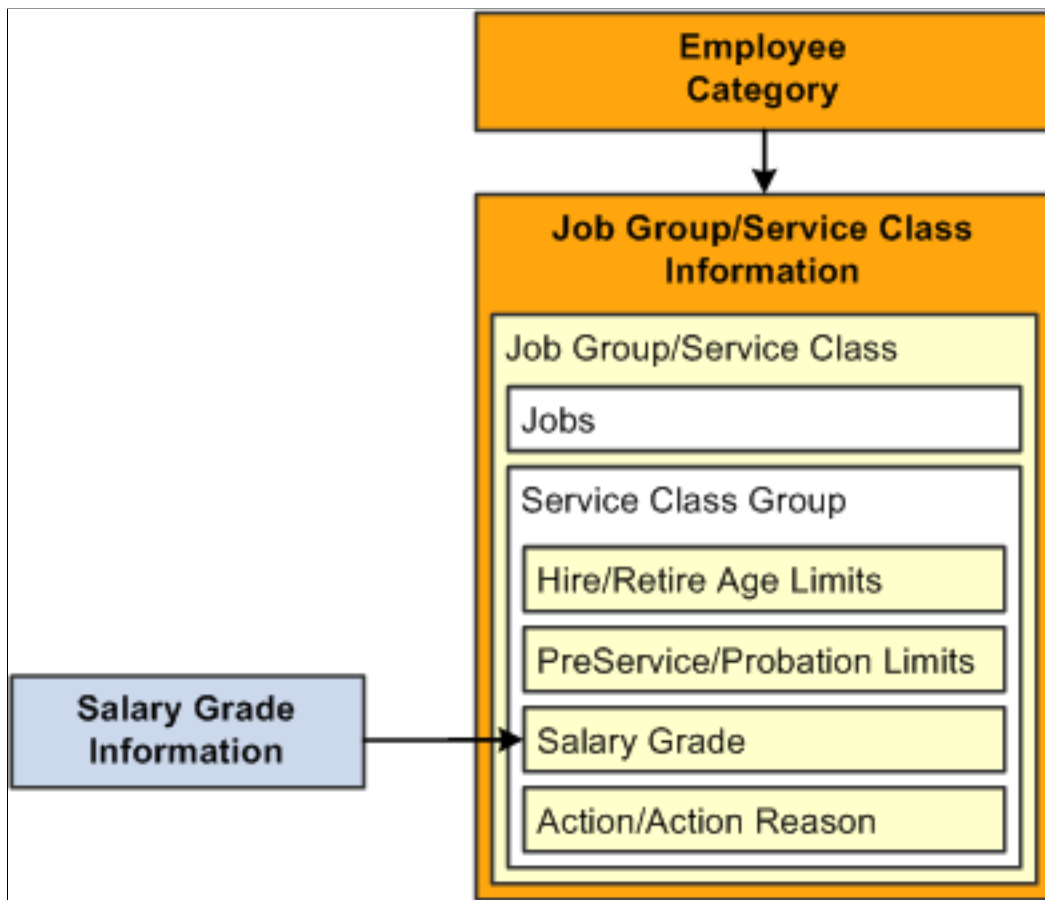 Employee
Category
Job Group/Service Class
Information
Job Group/Service Class
Jobs
Service Class Group
Hire/Retire Age Limits
PreService/Probation Limits
Salary Grade
Information
Salary Grade
Action/Action Reason